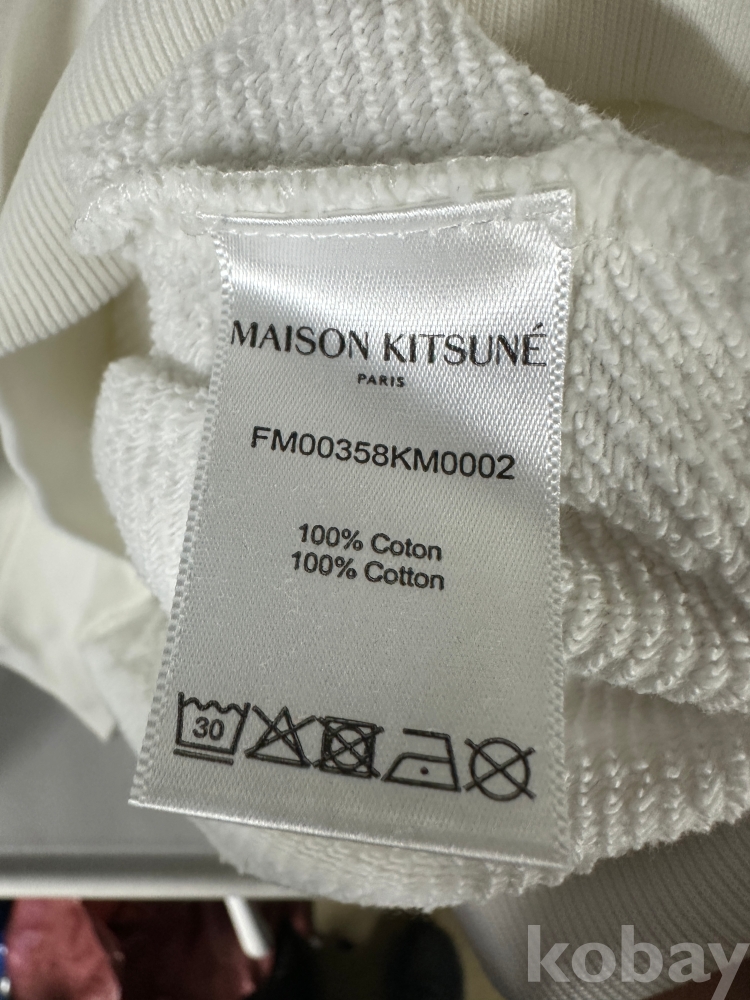 MAISON KITSUNÉ
PARIS
FM00358KM0002
100% Coton
100% Cotton
30
kobay